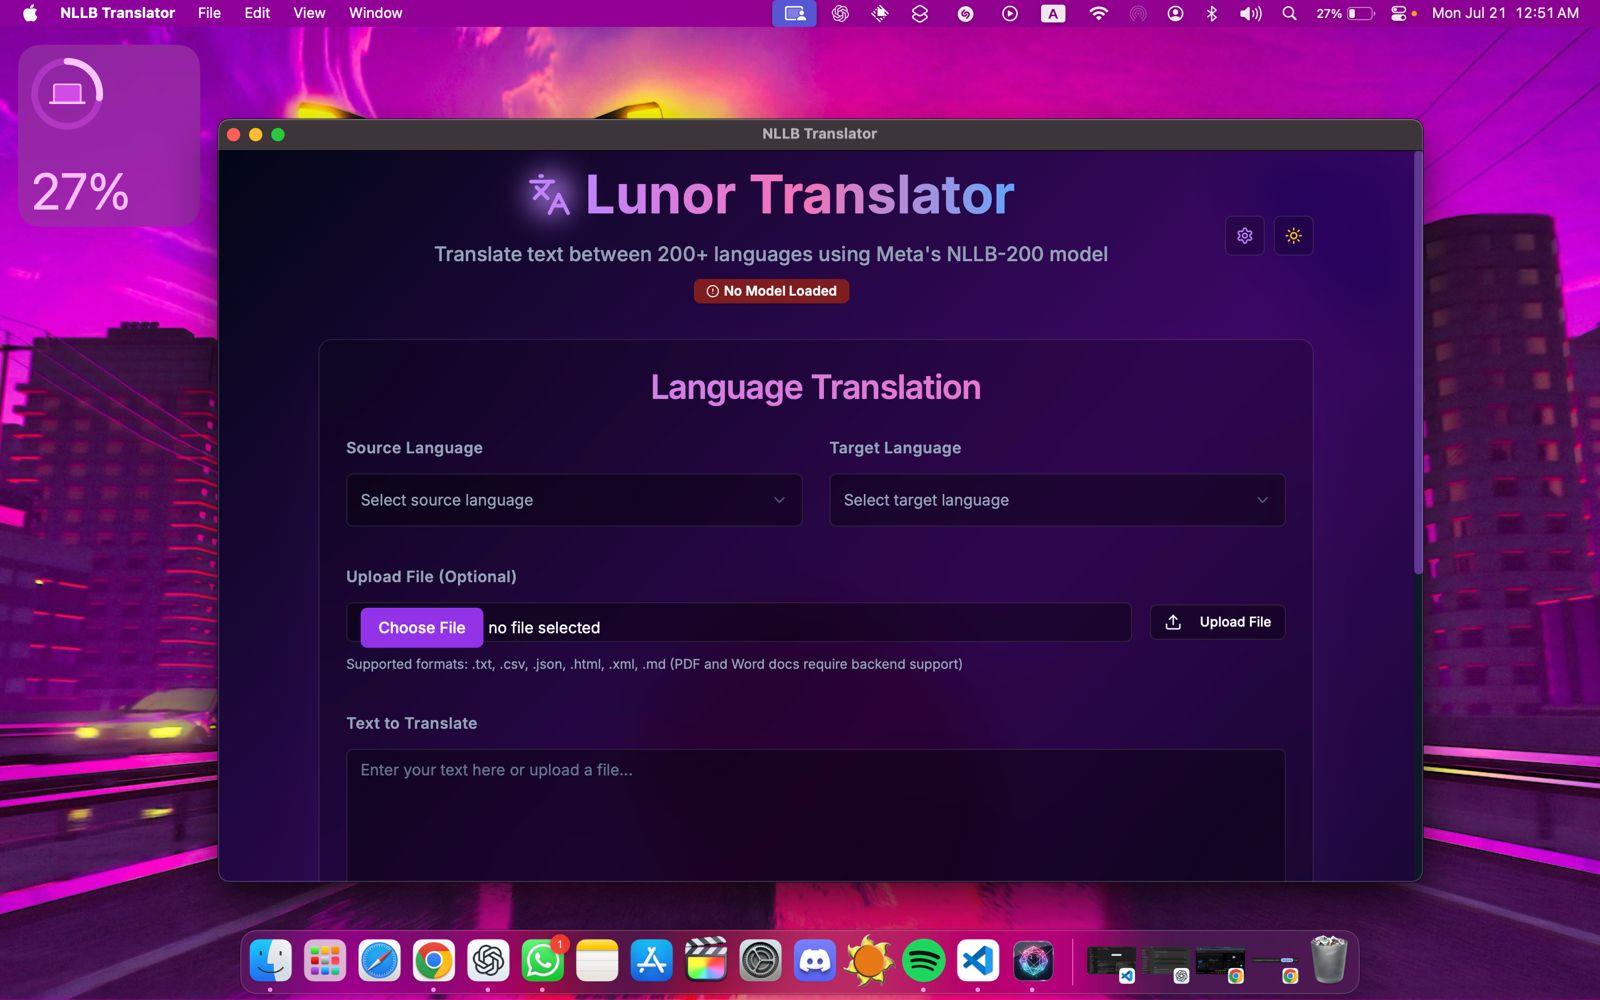 NLLB Translator File Edit View Window A 27% Mon Jul 21 12:51 AM
27%
NLLB Translator
Lunor Translator
Translate text between 200+ languages using Meta's NLLB-200 model
No Model Loaded
Language Translation
Source Language
Target Language
Select source language
Select target language
Upload File (Optional)
Choose File no file selected
Upload File
Supported formats: .txt, .csv, .json, .html, .xml, .md (PDF and Word docs require backend support)
Text to Translate
Enter your text here or upload a file...
1